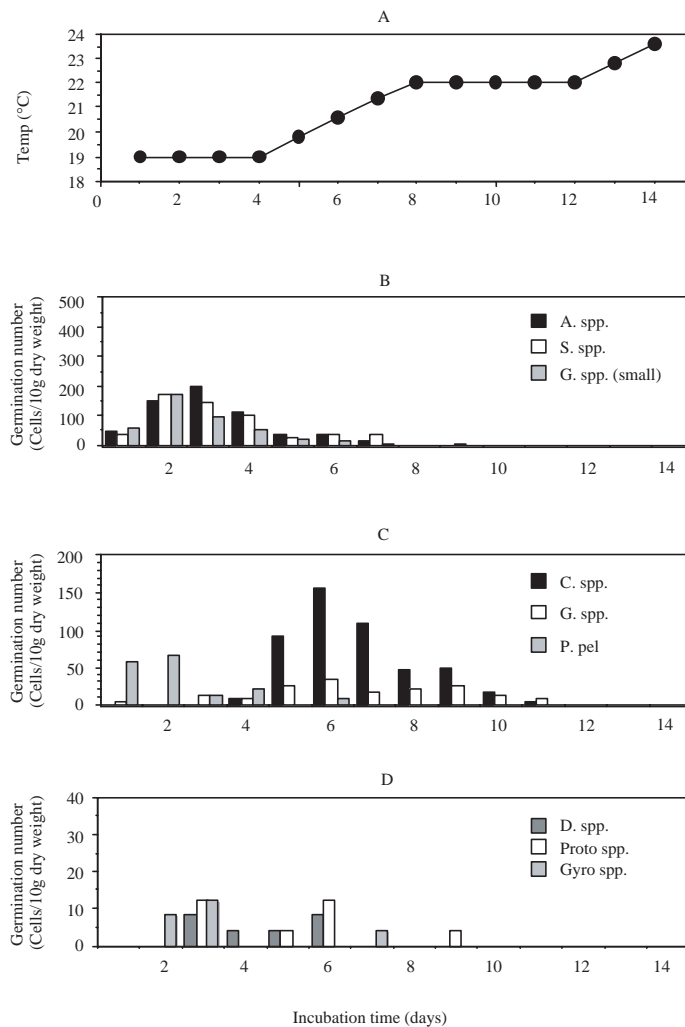 A
24
23
22
21
20
19
18
Temp (°C)
0 2 4 6 8 10 12 14
B
500
400
300
200
100
0
Germination number
(Cells/10g dry weight)
A. spp.
S. spp.
G. spp. (small)
2 4 6 8 10 12 14
C
200
150
100
50
0
Germination number
(Cells/10g dry weight)
C. spp.
G. spp.
P. pel
2 4 6 8 10 12 14
D
40
30
20
10
0
Germination number
(Cells/10g dry weight)
D. spp.
Proto spp.
Gyro spp.
2 4 6 8 10 12 14
Incubation time (days)